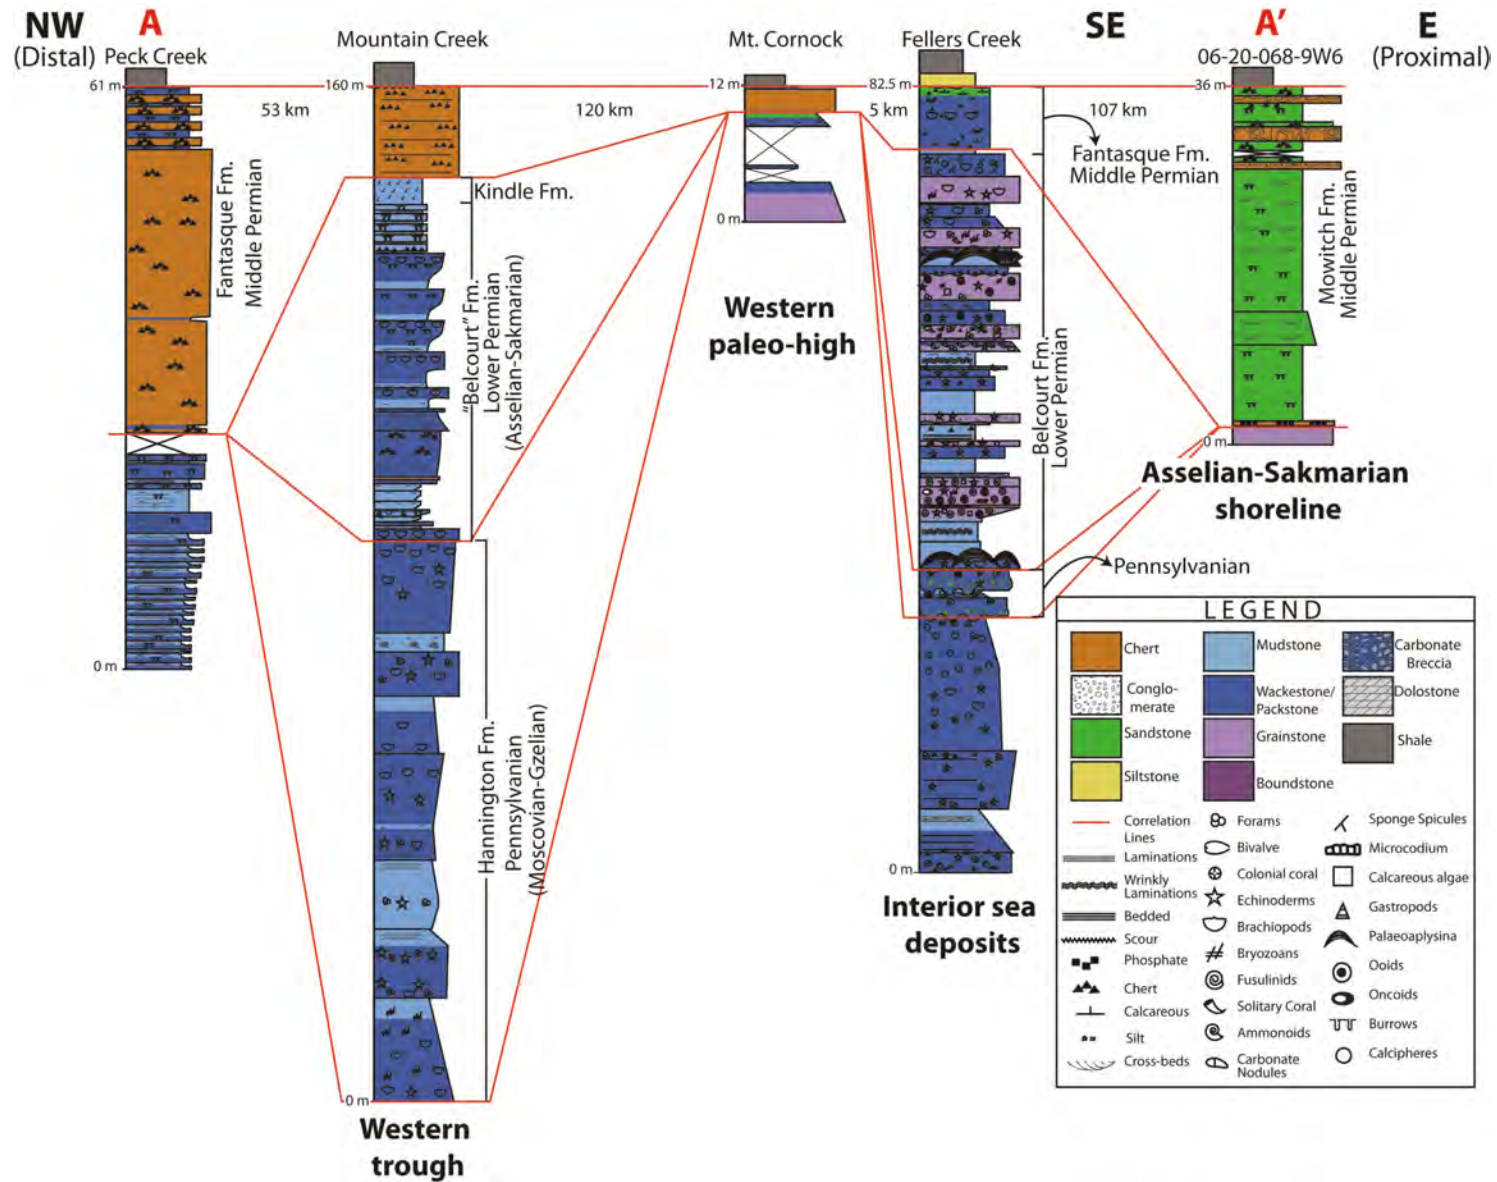 NW
(Distal)
A
SE
A’
E
(Proximal)
Peck Creek
Mountain Creek
Mt. Cornock
Fellers Creek
06-20-068-9W6
61 m
160 m
12 m
82.5 m
36 m
53 km
120 km
5 km
107 km
Fantasque Fm.
Middle Permian
0 m
Kindle Fm.
"Belcourt" Fm.
Lower Permian
(Asselian-Sakmarian)
Hannington Fm.
Pennsylvanian
(Moscovian-Gzelian)
0 m
Western
trough
0 m
Western
paleo-high
Fantasque Fm.
Middle Permian
Belcourt Fm.
Lower Permian
Pennsylvanian
0 m
Interior sea
deposits
Mowitch Fm.
Middle Permian
0 m
Asselian-Sakmarian
shoreline
LEGEND
Chert
Conglo-
merate
Sandstone
Siltstone
Mudstone
Wackestone/
Packstone
Grainstone
Boundstone
Carbonate
Breccia
Dolostone
Shale
Correlation
Lines
Laminations
Wrinkly
Laminations
Bedded
Scour
Phosphate
Chert
Calcareous
Silt
Cross-beds
Forams
Bivalve
Colonial coral
Echinoderms
Brachiopods
Bryozoans
Fusulinids
Solitary Coral
Ammonoids
Carbonate
Nodules
Sponge Spicules
Microcodium
Calcareous algae
Gastropods
Palaeoaplysina
Ooids
Oncoids
Burrows
Calcipheres